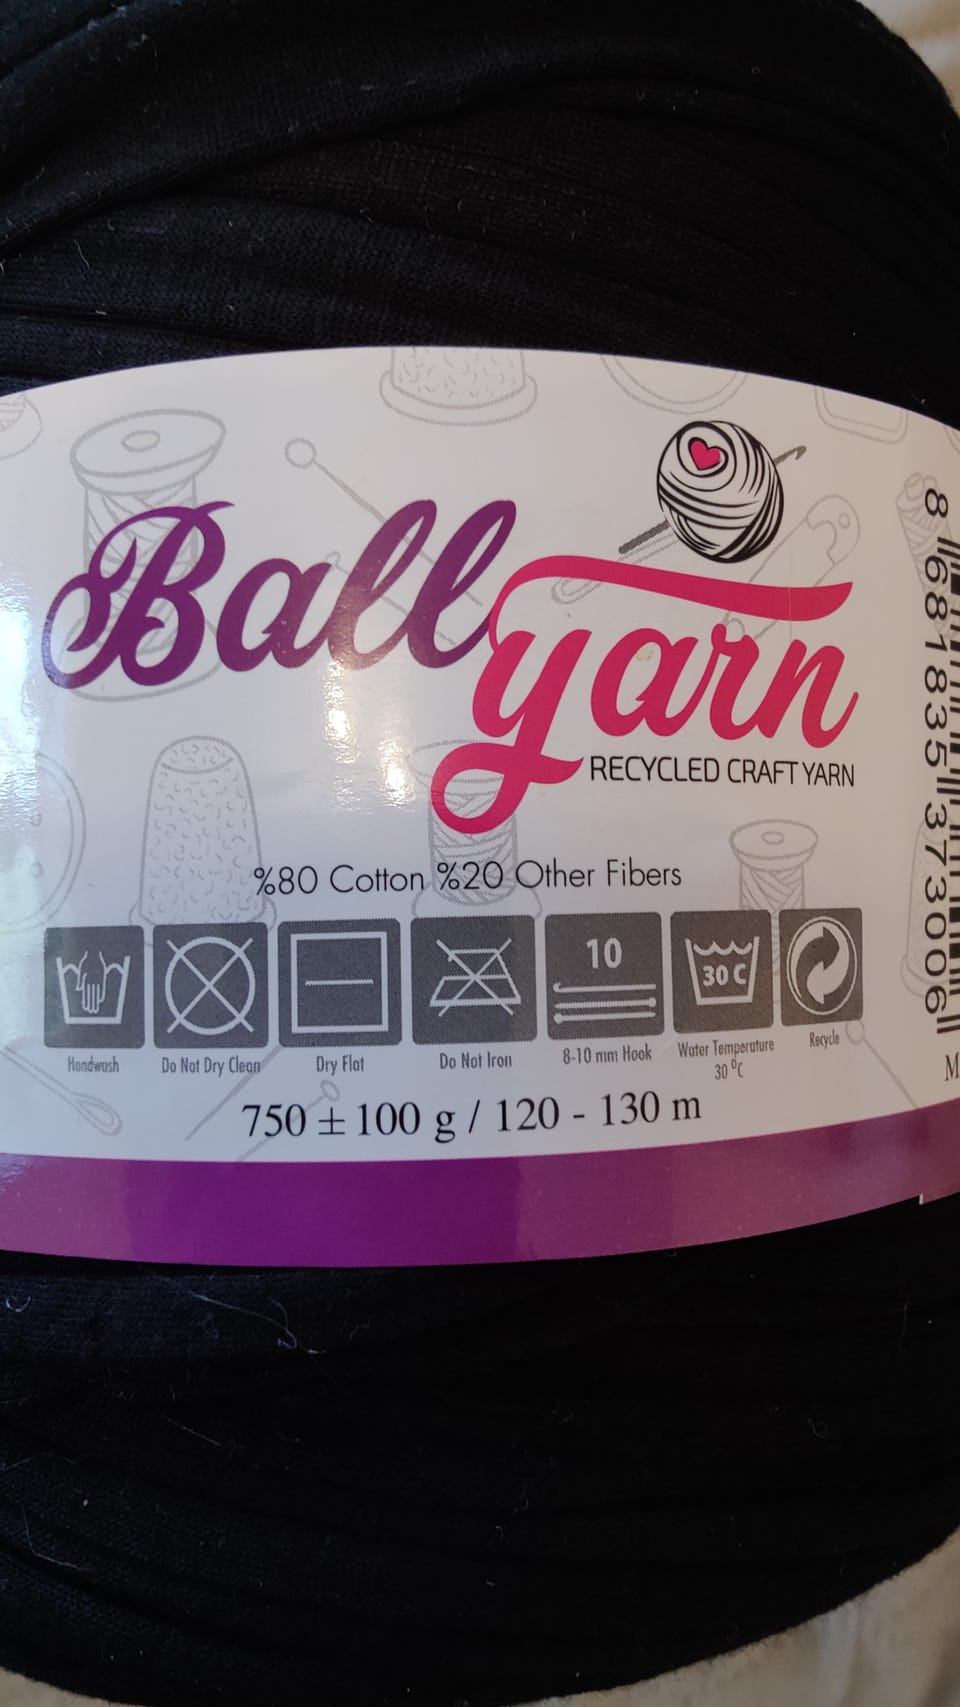 Ball
yarn
RECYCLED CRAFT YARN
%80 Cotton %20 Other Fibers
10
30 C
Handwash
Do Not Dry Clean
Dry Flat
Do Not Iron
8-10 mm Hook
Water Temperature
30 °C
Recycle
750 ± 100 g / 120 - 130 m
8 681835 373006